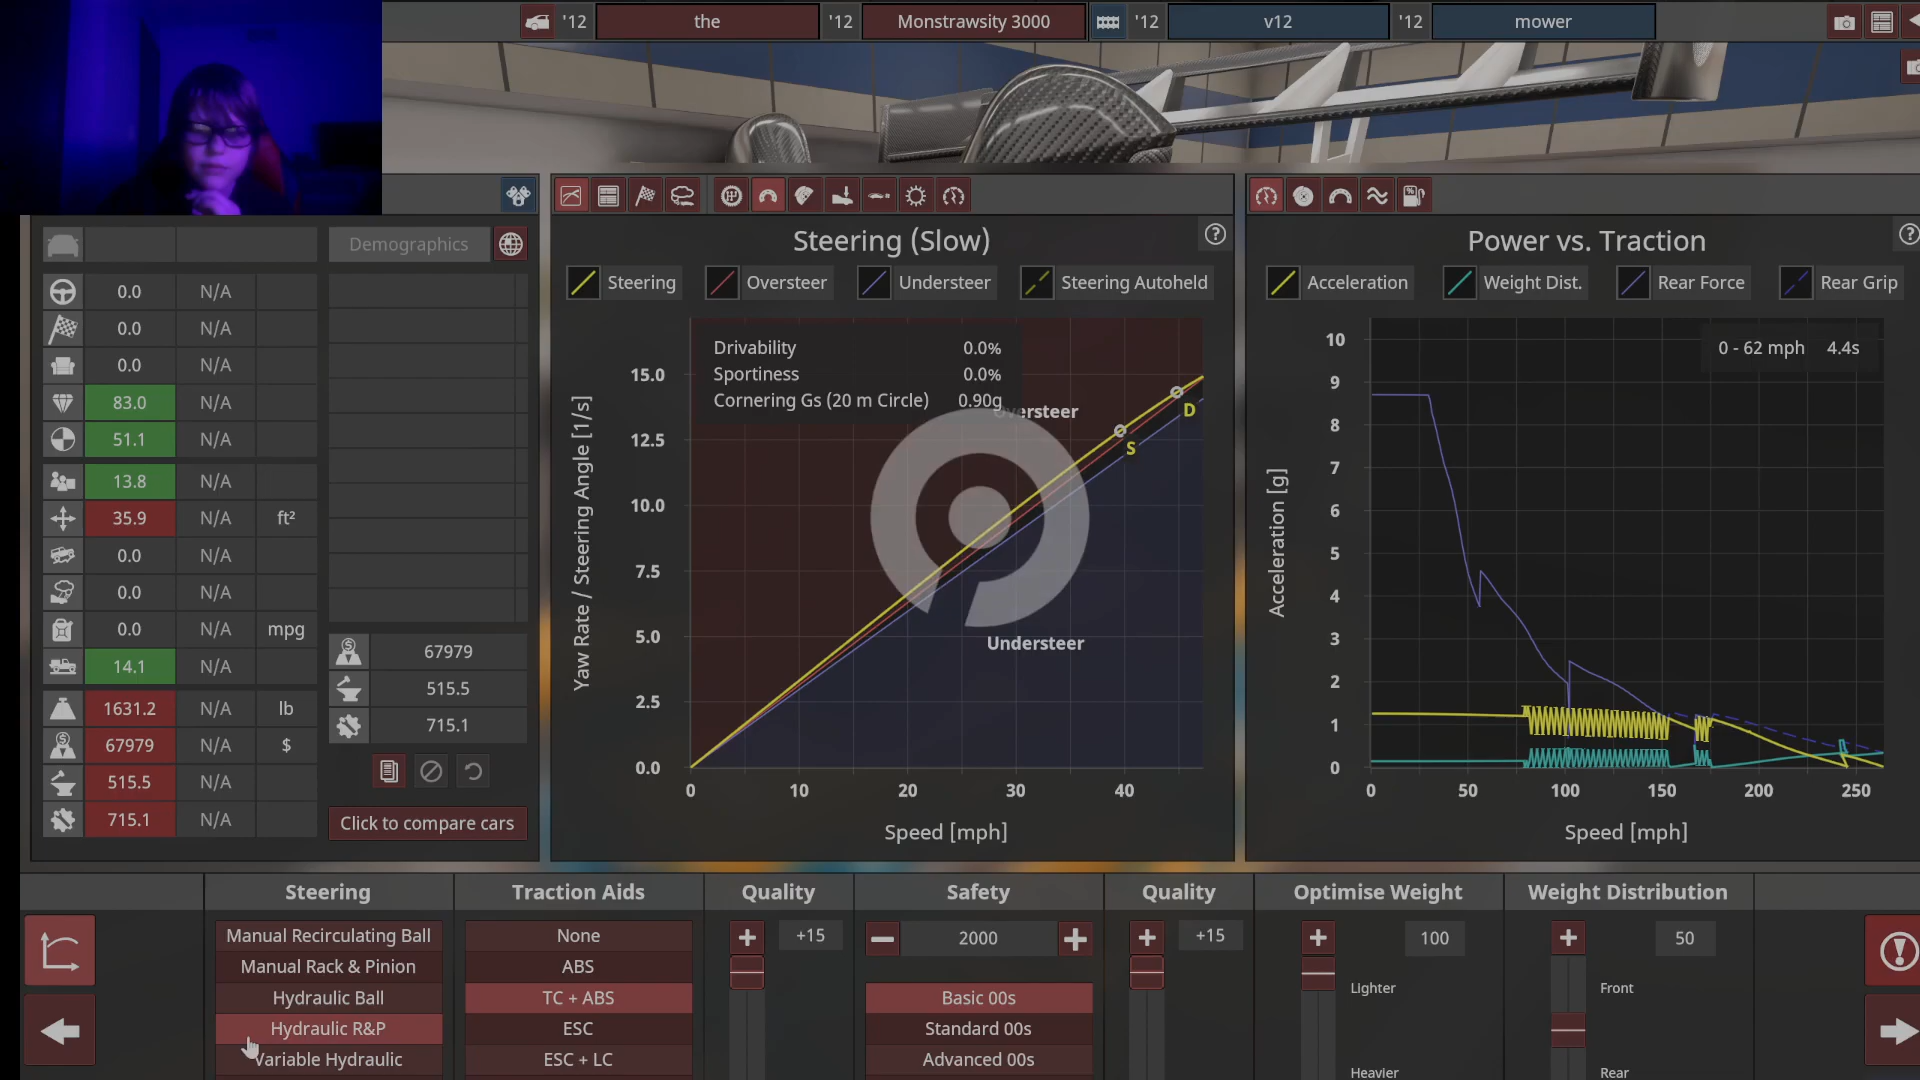 '12 the '12 Monstrawsity 3000 '12 v12 '12 mower
Demographics
0.0 N/A
0.0 N/A
0.0 N/A
83.0 N/A
51.1 N/A
13.8 N/A
35.9 N/A ft²
0.0 N/A
0.0 N/A
0.0 N/A mpg
14.1 N/A
1631.2 N/A lb
67979 N/A $
515.5 N/A
715.1 N/A
67979
515.5
715.1
Click to compare cars
Steering (Slow)
?
Steering Oversteer Understeer Steering Autoheld
Drivability 0.0%
Sportiness 0.0%
Cornering Gs (20 m Circle) 0.90g
Oversteer
D
S
Understeer
Yaw Rate / Steering Angle [1/s]
15.0
12.5
10.0
7.5
5.0
2.5
0.0
0 10 20 30 40
Speed [mph]
Power vs. Traction
?
Acceleration Weight Dist. Rear Force Rear Grip
0 - 62 mph 4.4s
Acceleration [g]
10
9
8
7
6
5
4
3
2
1
0
0 50 100 150 200 250
Speed [mph]
Steering
Manual Recirculating Ball
Manual Rack & Pinion
Hydraulic Ball
Hydraulic R&P
Variable Hydraulic
Traction Aids
None
ABS
TC + ABS
ESC
ESC + LC
Quality
+ +15
Safety
2000 +
Basic 00s
Standard 00s
Advanced 00s
Quality
+ +15
Optimise Weight
+ 100
Lighter
Heavier
Weight Distribution
+ 50
Front
Rear